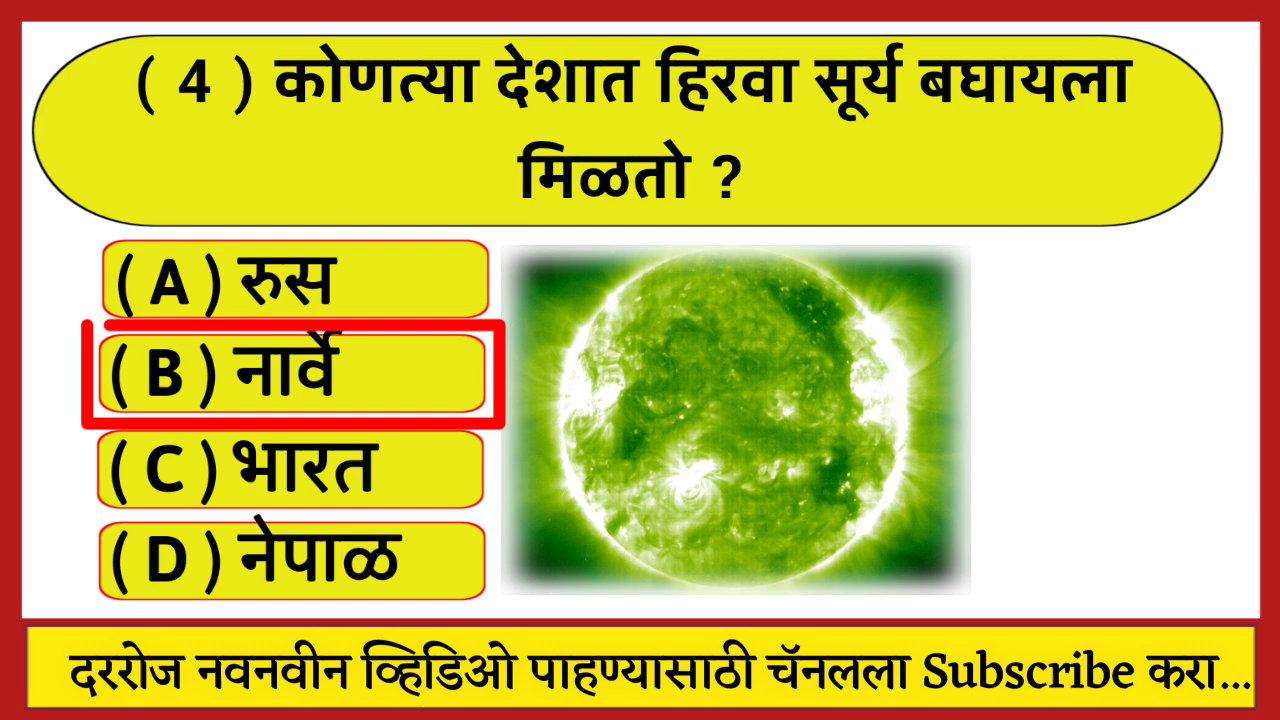 ( 4 ) कोणत्या देशात हिरवा सूर्य बघायला
मिळतो ?
( A ) रुस
( B ) नार्वे
( C ) भारत
( D ) नेपाळ
दररोज नवनवीन व्हिडिओ पाहण्यासाठी चॅनलला Subscribe करा...